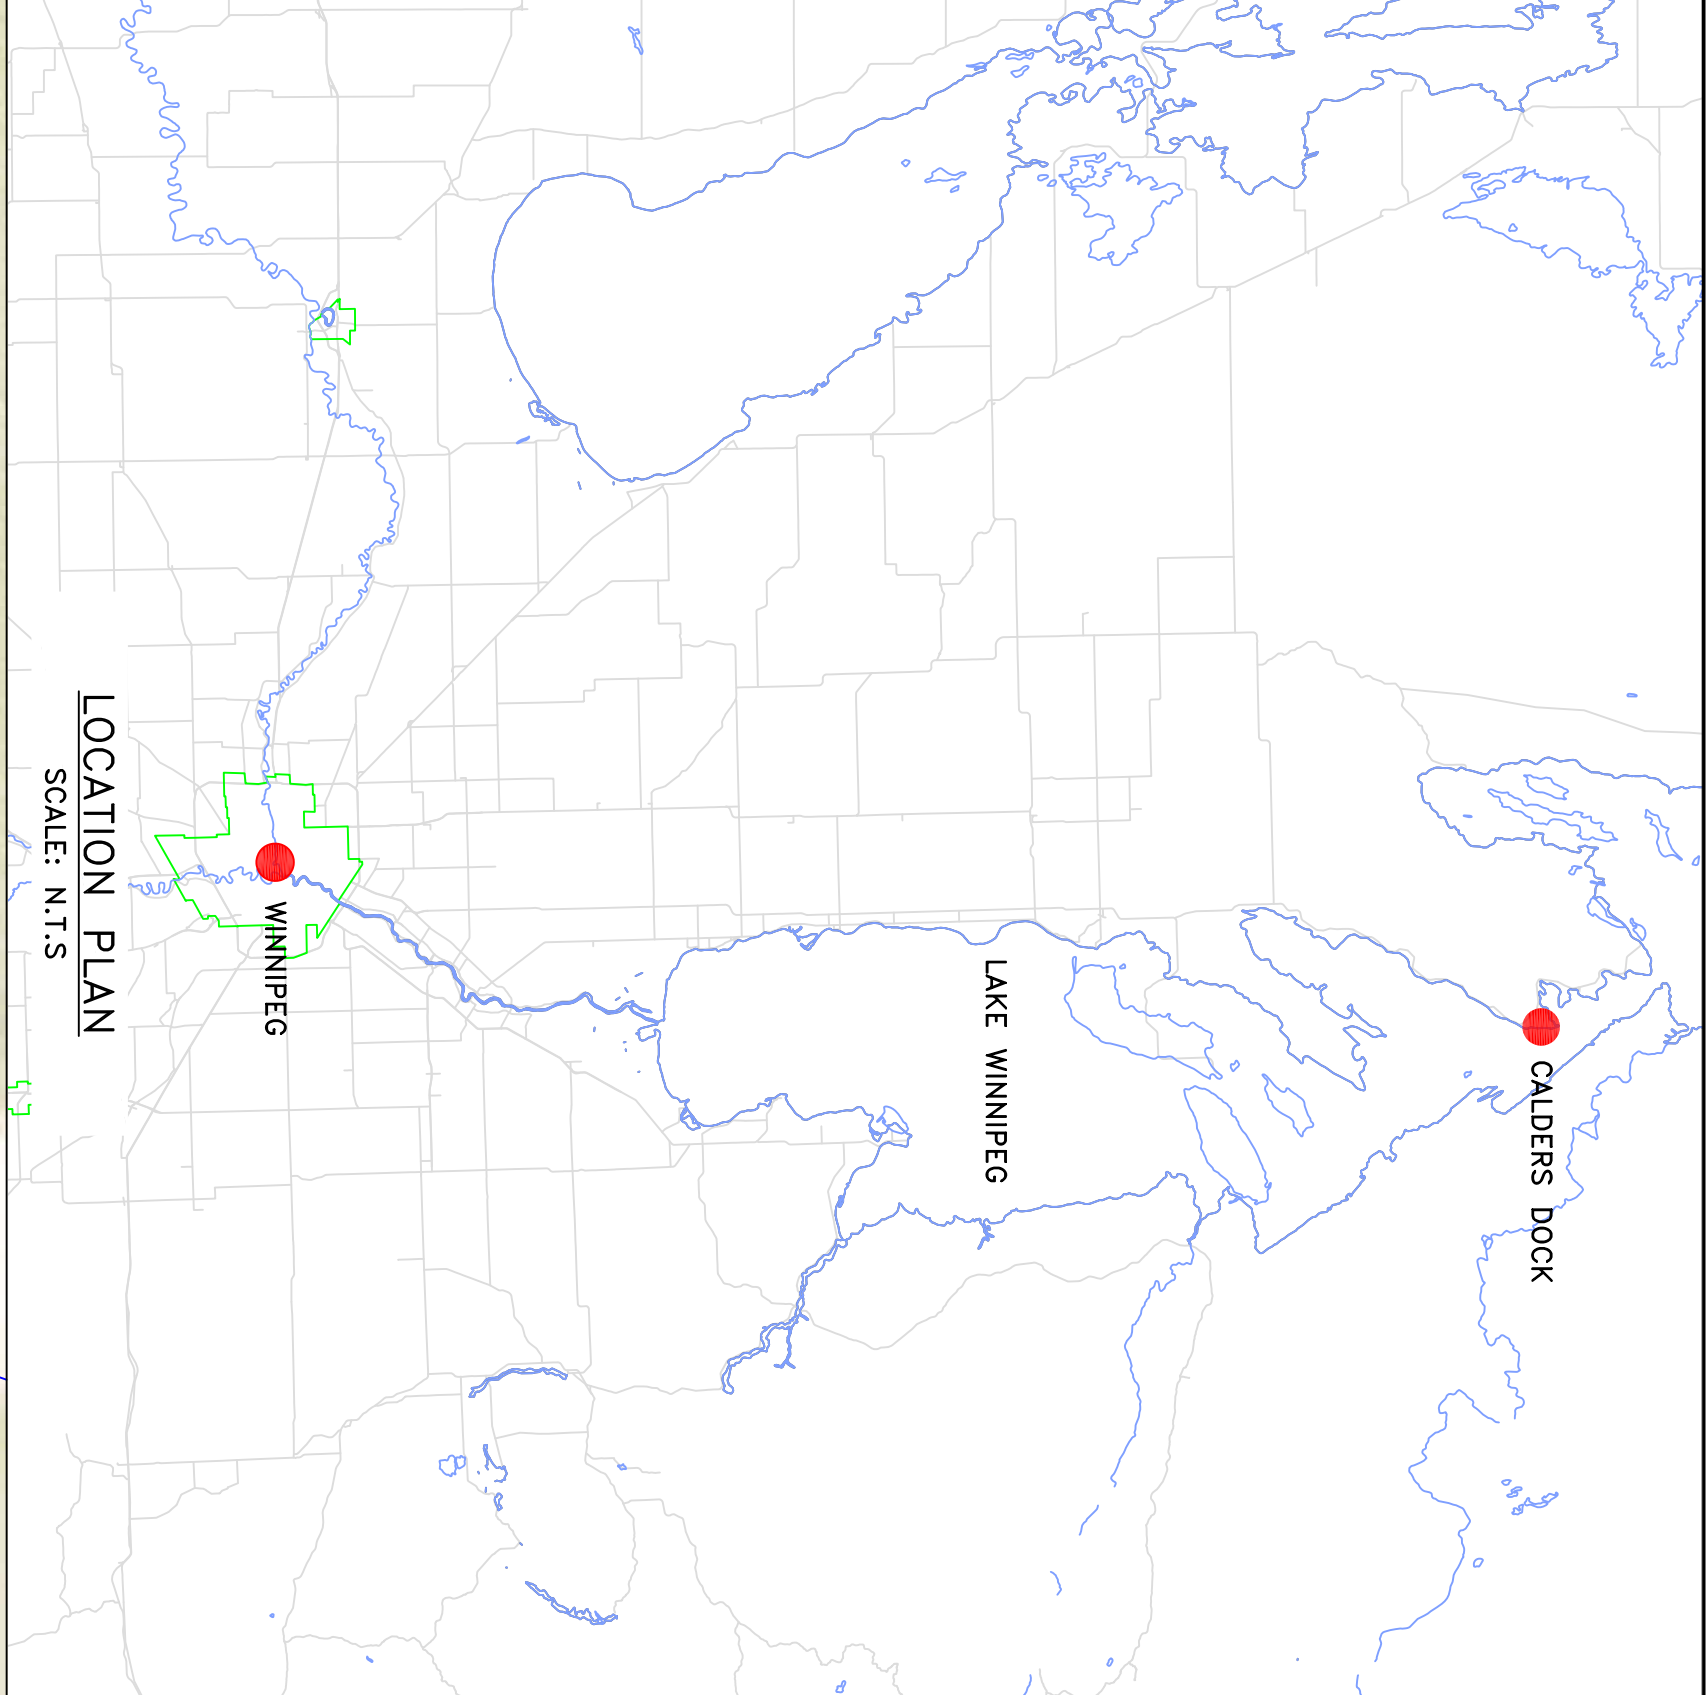 CALDERS DOCK
LAKE WINNIPEG
WINNIPEG
LOCATION PLAN
SCALE: N.T.S